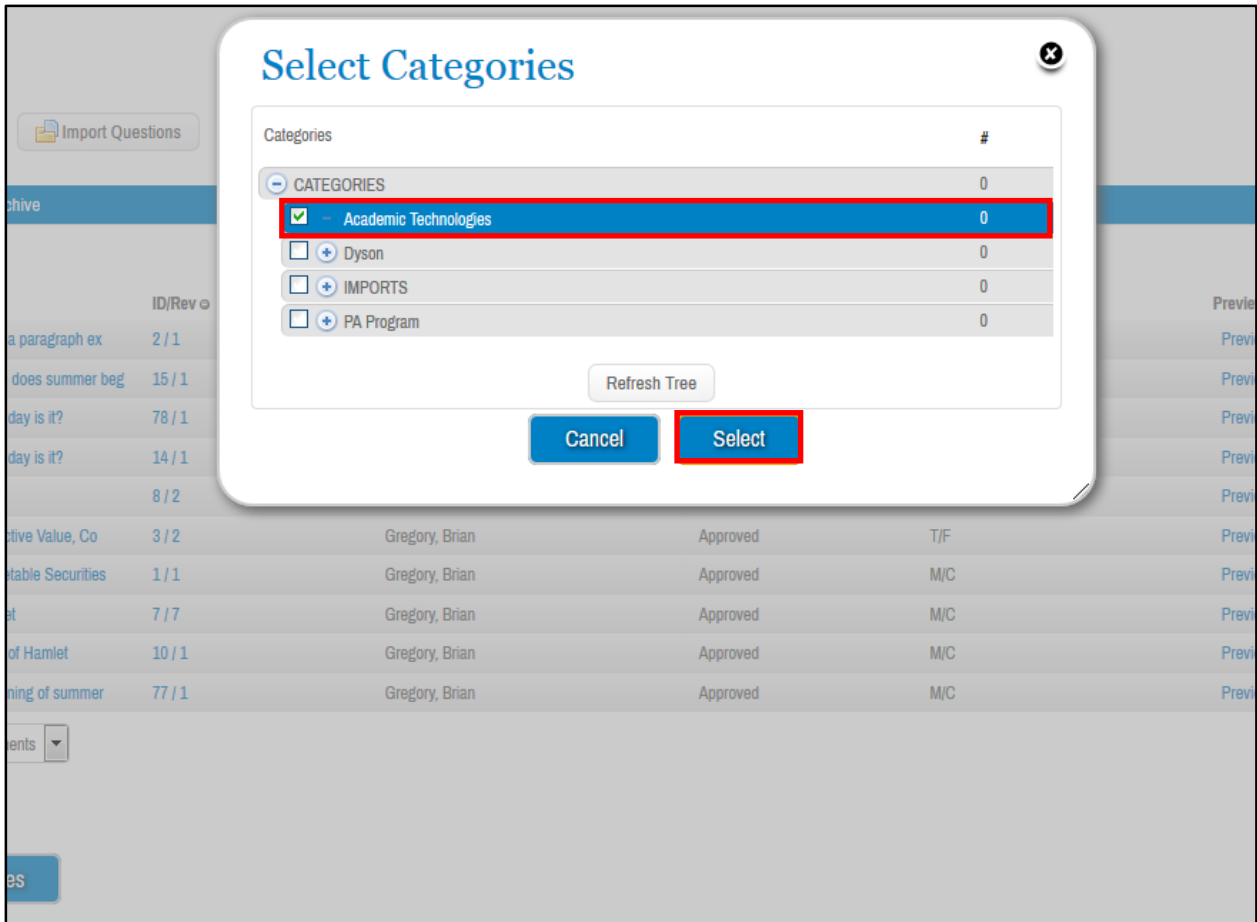 Select Categories
Import Questions
Categories #
CATEGORIES 0
Academic Technologies 0
Dyson 0
IMPORTS 0
PA Program 0
Refresh Tree
Cancel Select
chive
ID/Rev Previe
a paragraph ex 2 / 1 Previ
does summer beg 15 / 1 Previ
day is it? 78 / 1 Previ
day is it? 14 / 1 Previ
8 / 2 Previ
ctive Value, Co 3 / 2 Gregory, Brian Approved T/F Previ
etable Securities 1 / 1 Gregory, Brian Approved M/C Previ
et 7 / 7 Gregory, Brian Approved M/C Previ
of Hamlet 10 / 1 Gregory, Brian Approved M/C Previ
ning of summer 77 / 1 Gregory, Brian Approved M/C Previ
ents
es